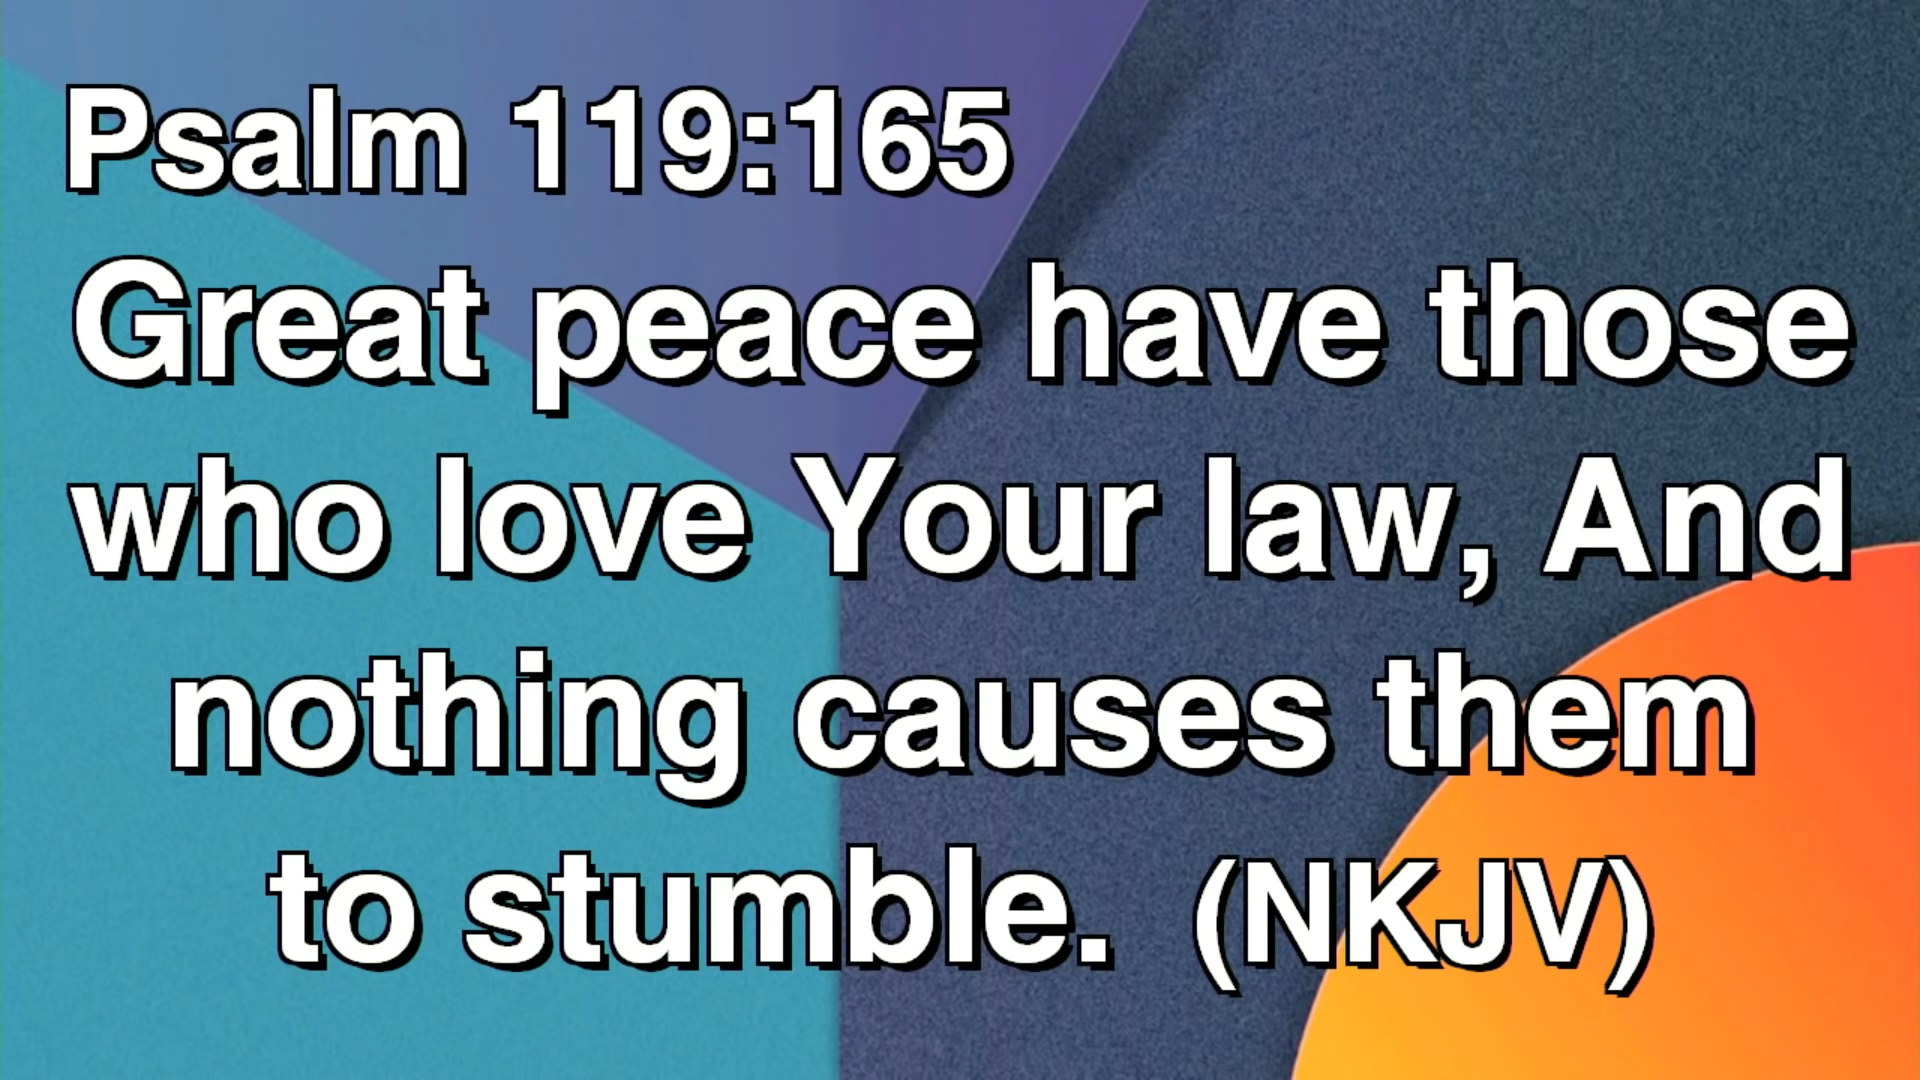 Psalm 119:165
Great peace have those
who love Your law, And
nothing causes them
to stumble. (NKJV)